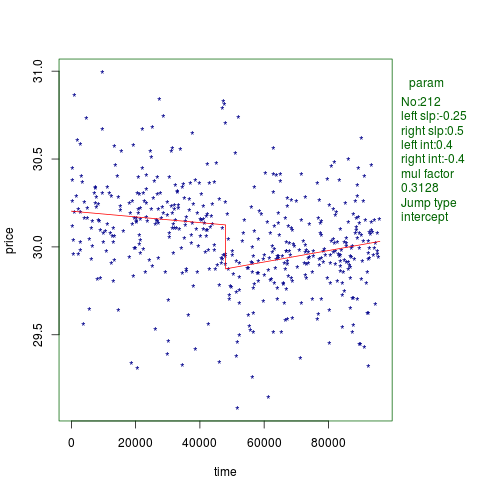 param
No:212
left slp:-0.25
right slp:0.5
left int:0.4
right int:-0.4
mul factor
0.3128
Jump type
intercept
31.0
30.5
30.0
29.5
price
0 20000 40000 60000 80000
time